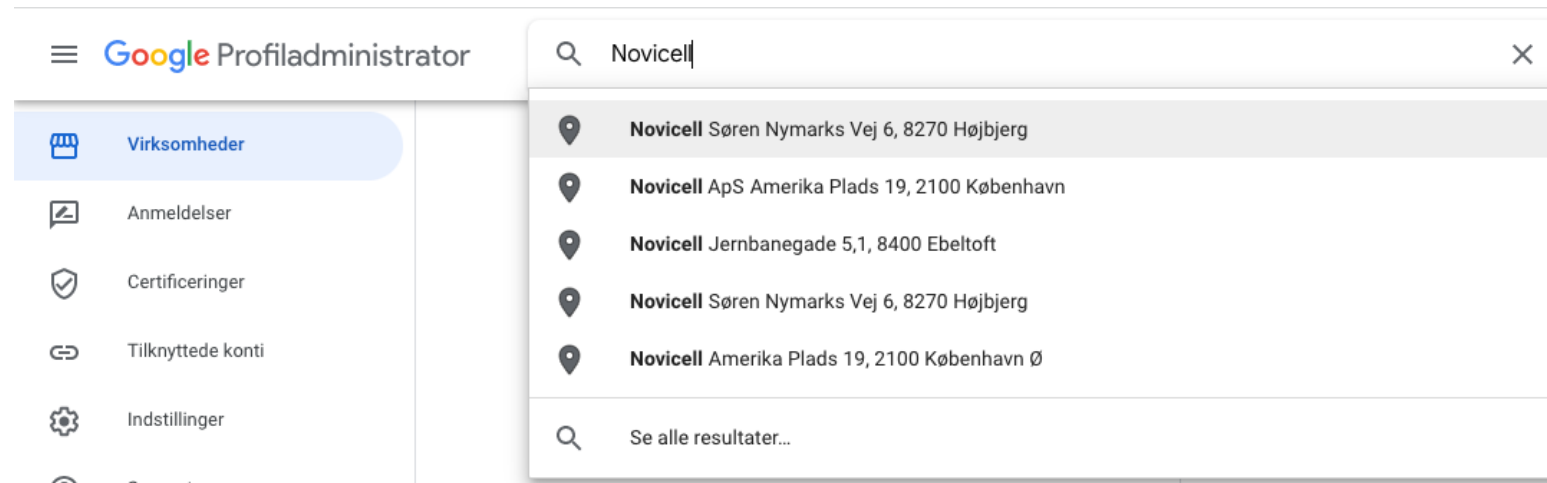 Google Profiladministrator
Novicell
Virksomheder
Anmeldelser
Certificeringer
Tilknyttede konti
Indstillinger
Novicell Søren Nymarks Vej 6, 8270 Højbjerg
Novicell ApS Amerika Plads 19, 2100 København
Novicell Jernbanegade 5,1, 8400 Ebeltoft
Novicell Søren Nymarks Vej 6, 8270 Højbjerg
Novicell Amerika Plads 19, 2100 København Ø
Se alle resultater...